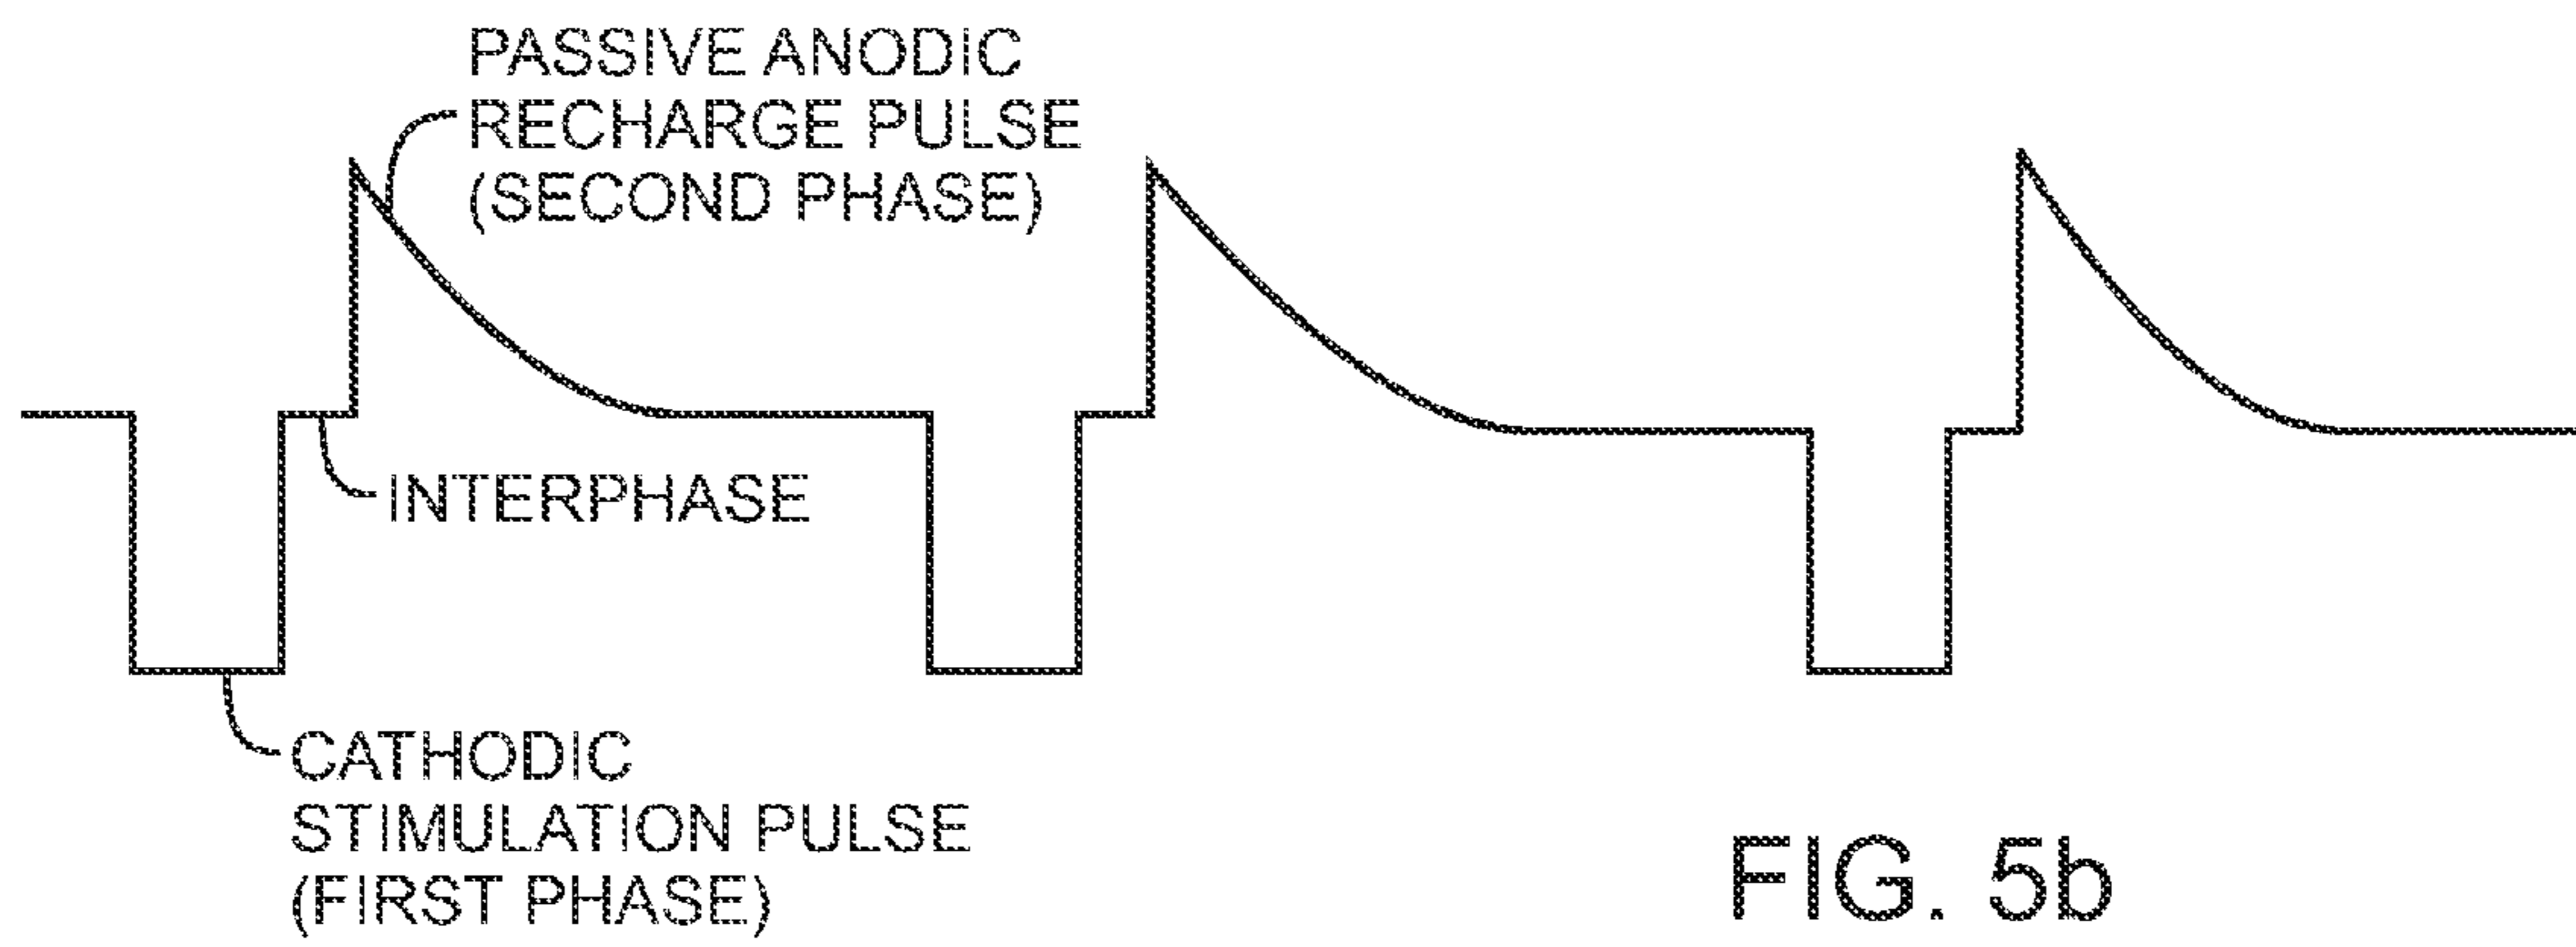 PASSIVE ANODIC
RECHARGE PULSE
(SECOND PHASE)
INTERPHASE
CATHODIC
STIMULATION PULSE
(FIRST PHASE)
FIG. 5b